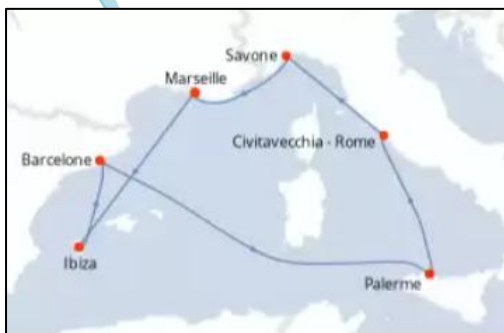 Savone
Marseille
Civitavecchia - Rome
Barcelone
Ibiza
Palerme